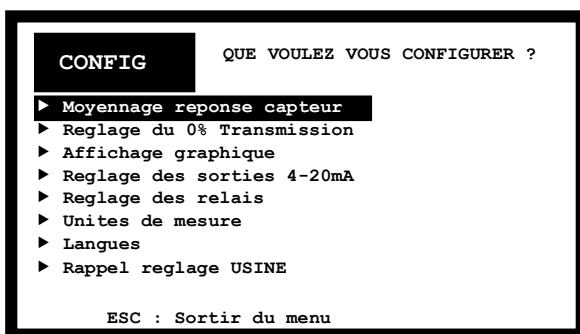 CONFIG
QUE VOULEZ VOUS CONFIGURER ?
Moyennage reponse capteur
Reglage du 0% Transmission
Affichage graphique
Reglage des sorties 4-20mA
Reglage des relais
Unites de mesure
Langues
Rappel reglage USINE
ESC : Sortir du menu